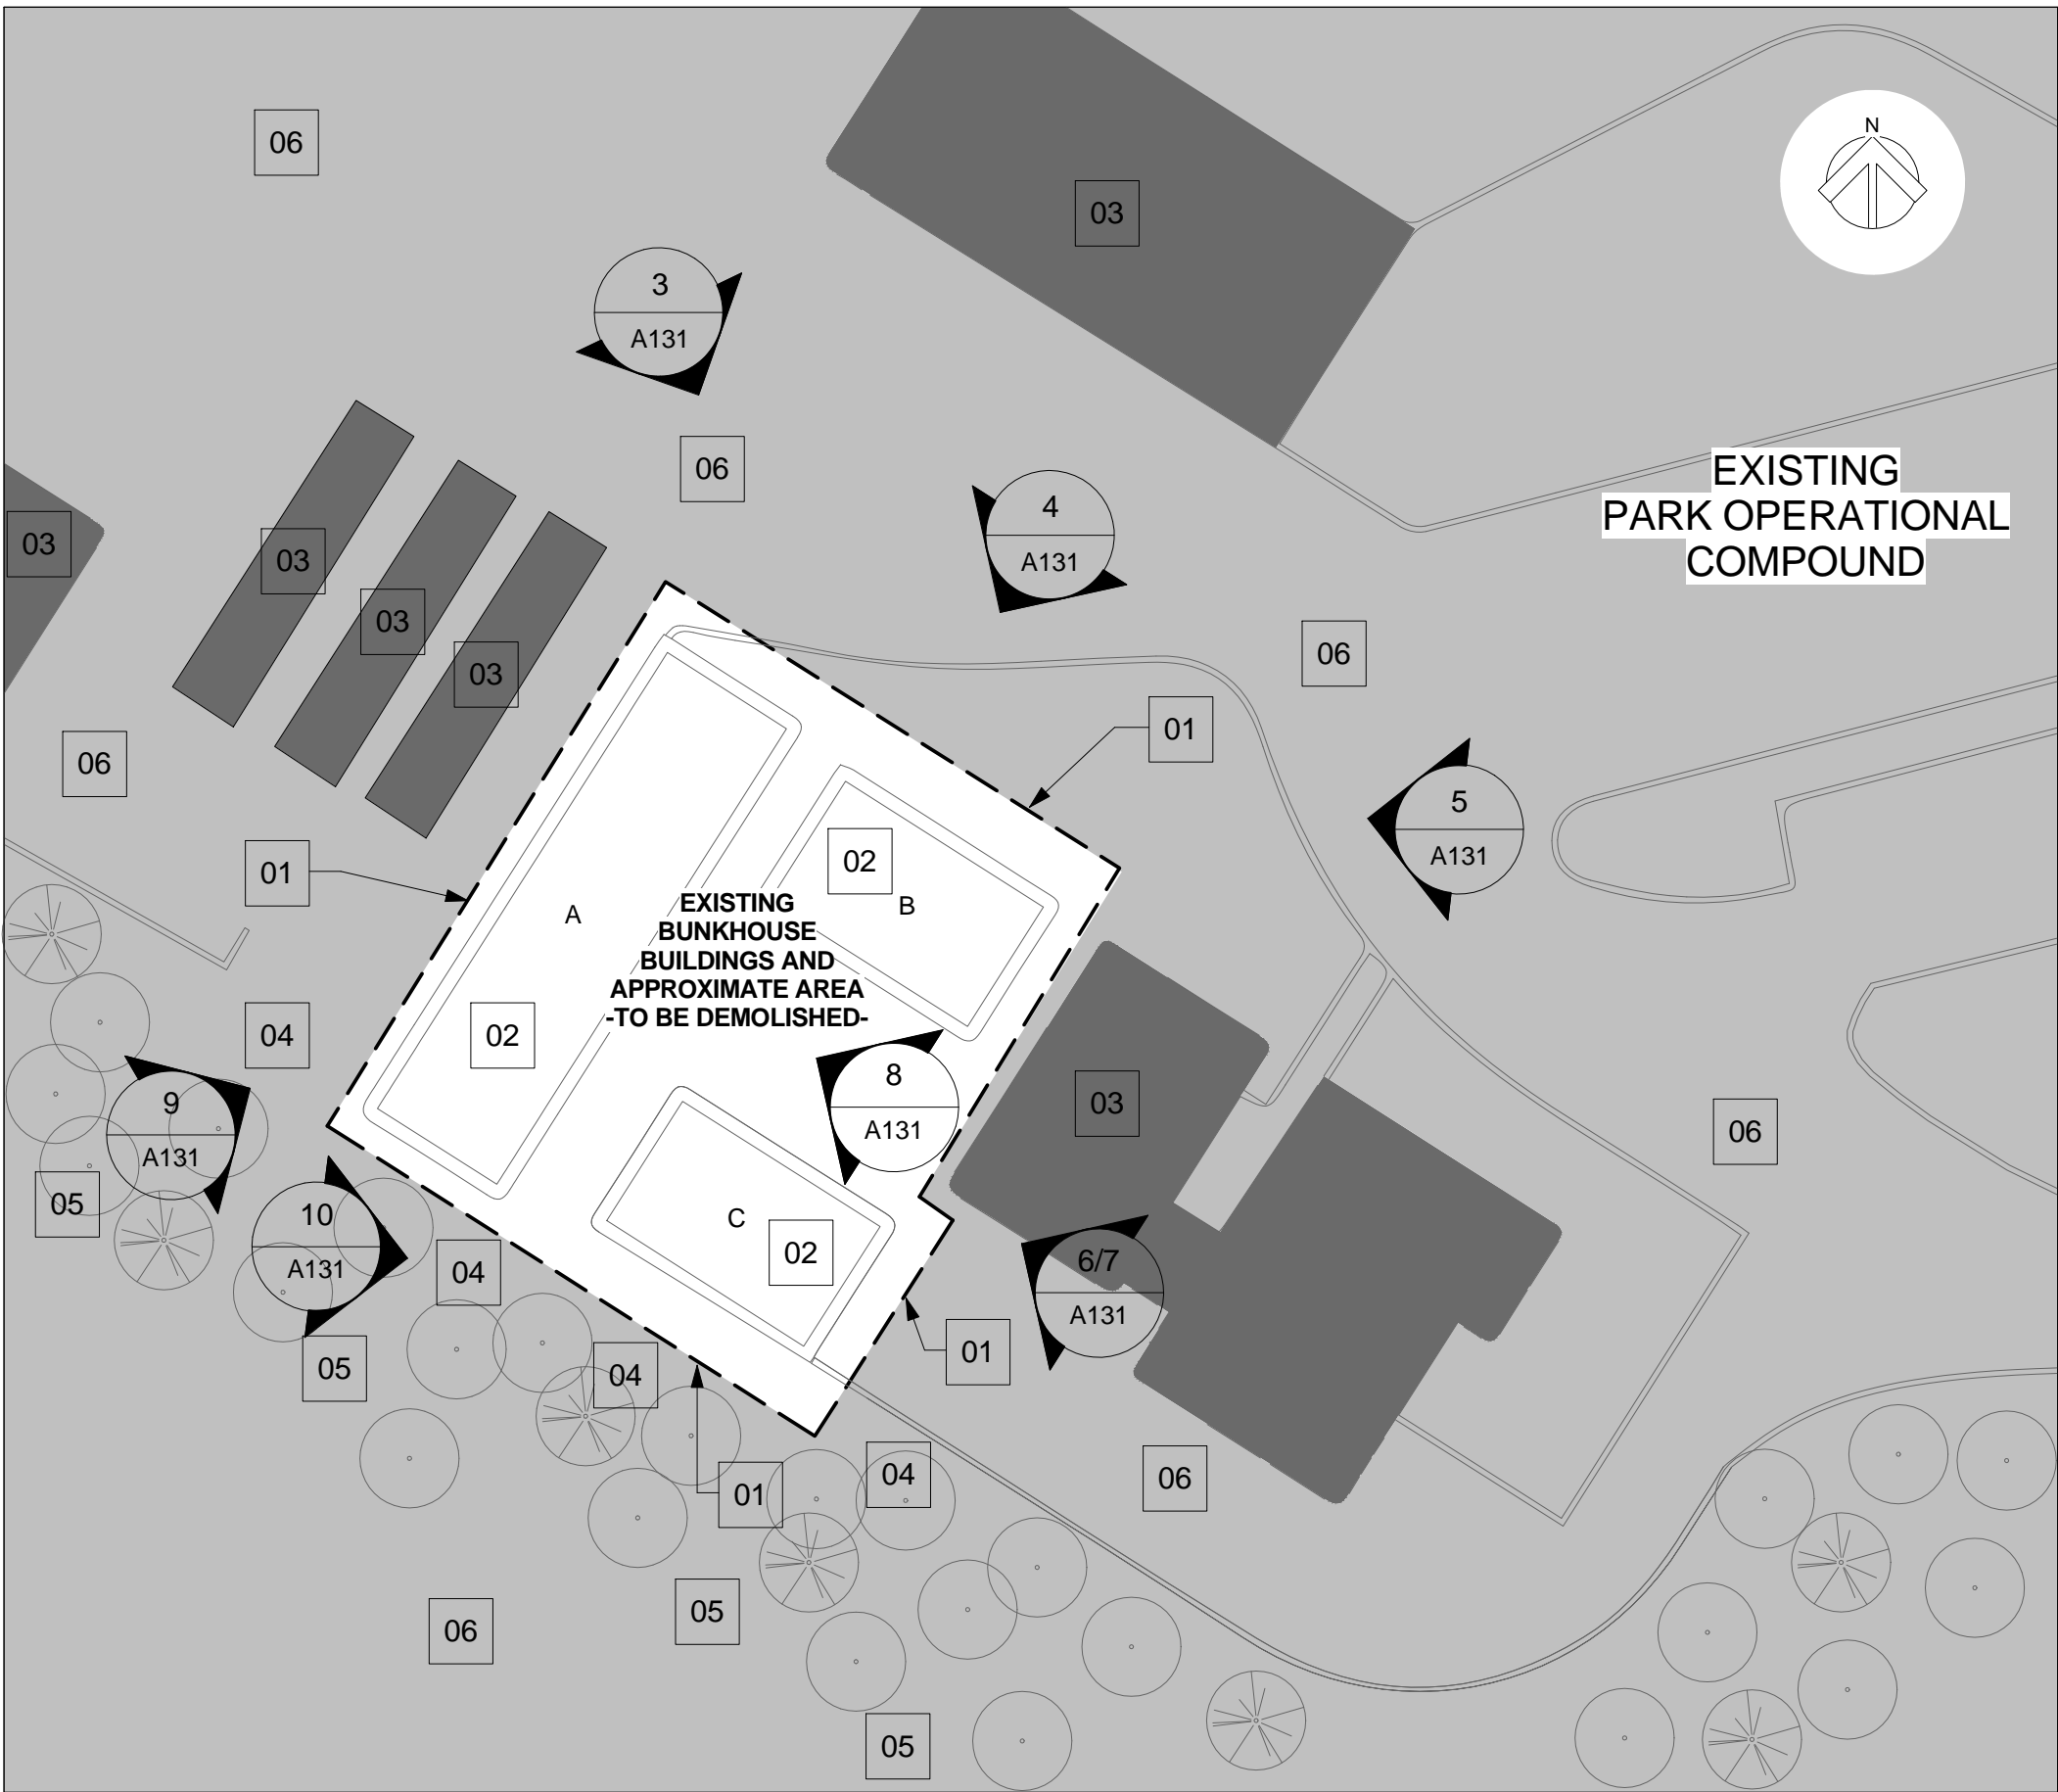 N
06
03
3
A131
06
EXISTING
PARK OPERATIONAL
COMPOUND
4
A131
03
03
03
03
06
01
06
5
A131
01
02
A
B
EXISTING
BUNKHOUSE
BUILDINGS AND
APPROXIMATE AREA
-TO BE DEMOLISHED-
04
02
8
A131
03
06
9
A131
05
10
A131
04
C
02
6/7
A131
05
04
01
04
01
06
06
05
05